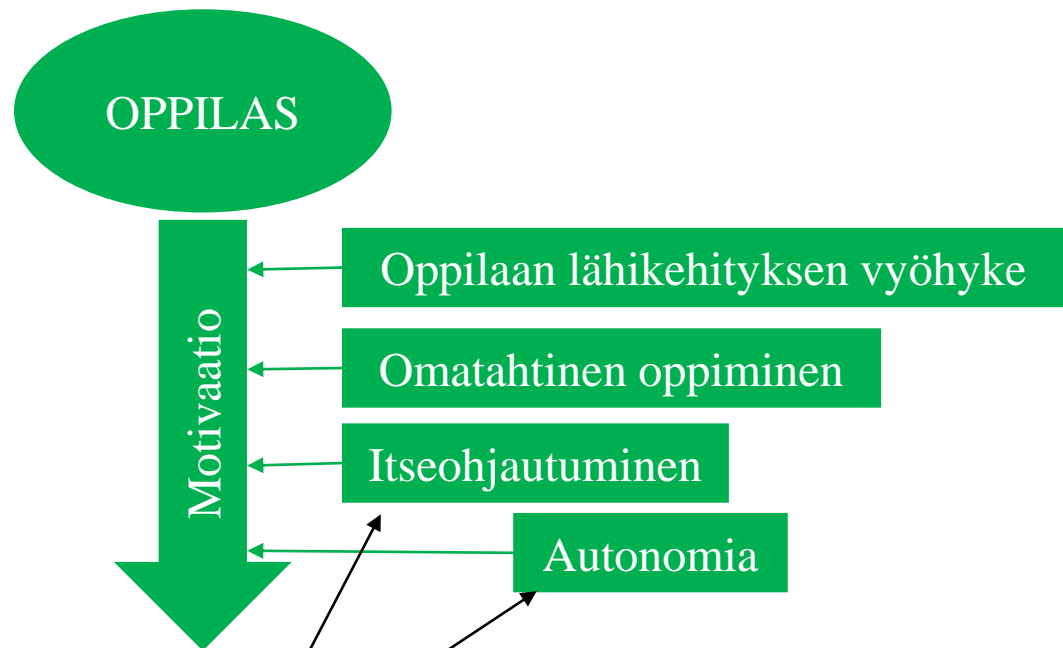 OPPILAS
Motivaatio
Oppilaan lähikehityksen vyöhyke
Omatahtinen oppiminen
Itseohjautuminen
Autonomia